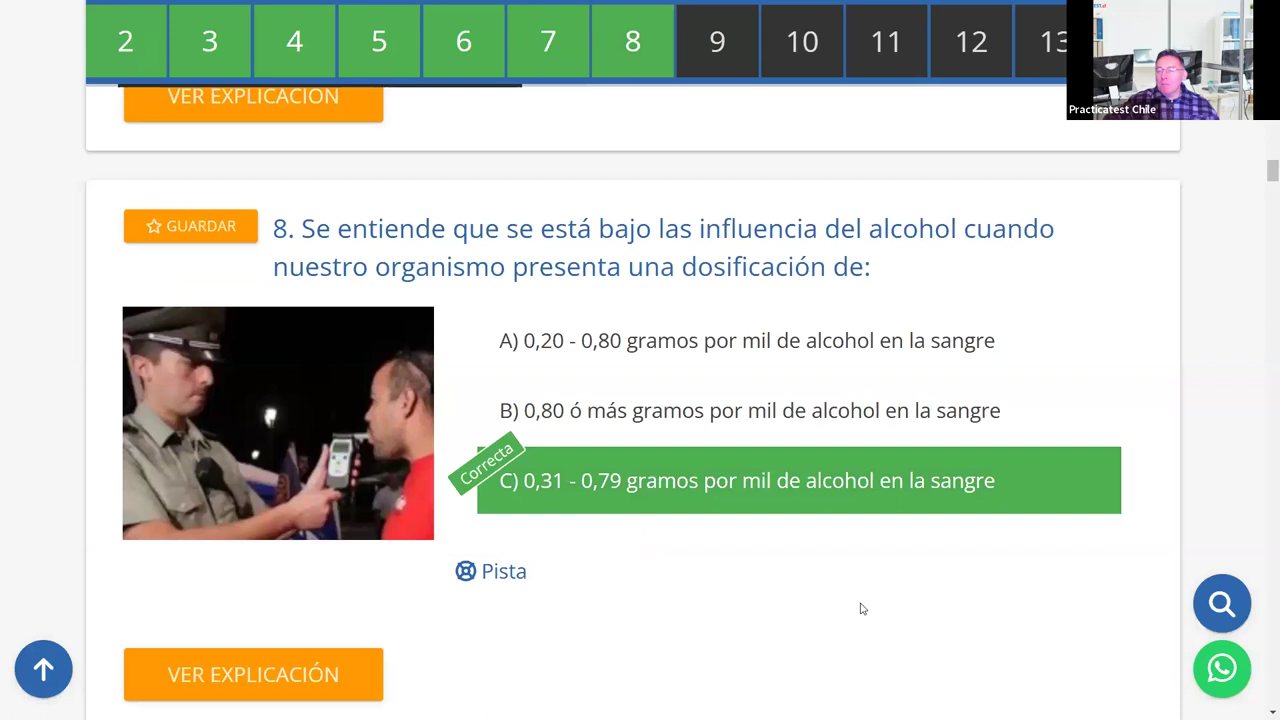 2 3 4 5 6 7 8 9 10 11 12 13
Practicatest Chile
VER EXPLICACIÓN
GUARDAR
8. Se entiende que se está bajo las influencia del alcohol cuando
nuestro organismo presenta una dosificación de:
A) 0,20 - 0,80 gramos por mil de alcohol en la sangre
B) 0,80 ó más gramos por mil de alcohol en la sangre
Correcta
C) 0,31 - 0,79 gramos por mil de alcohol en la sangre
Pista
VER EXPLICACIÓN